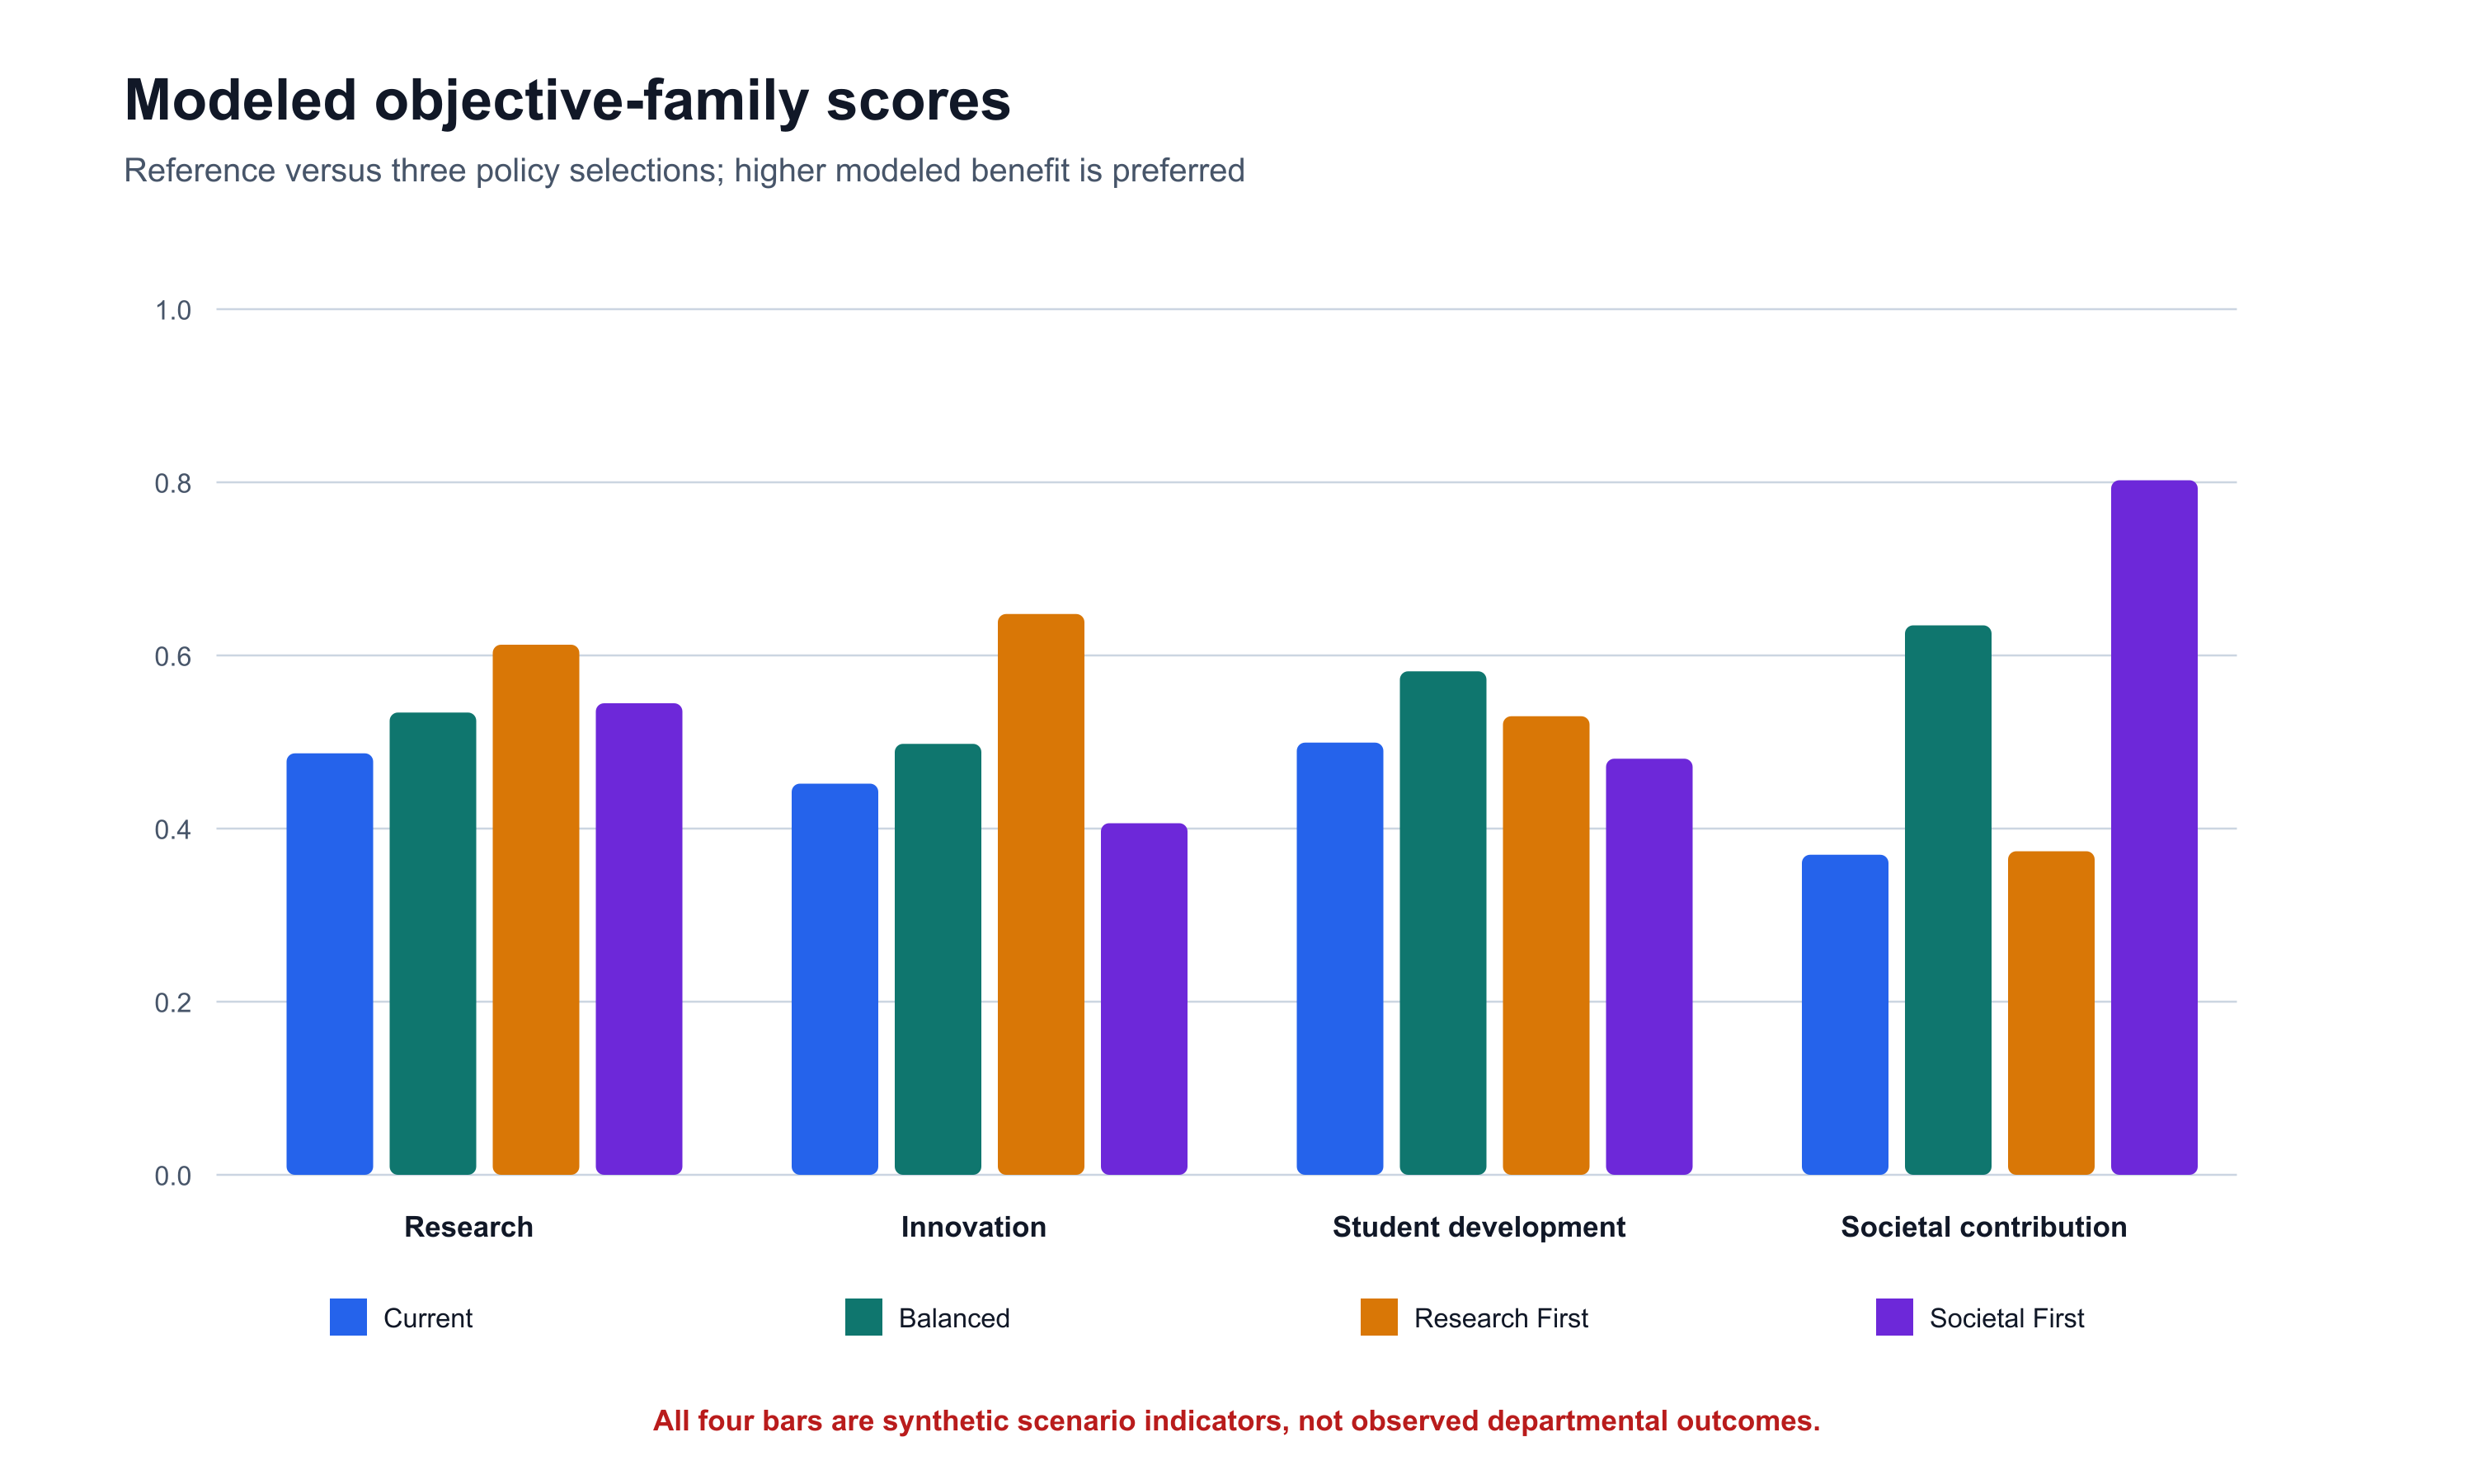 Modeled objective-family scores
Reference versus three policy selections; higher modeled benefit is preferred
1.0
0.8
0.6
0.4
0.2
0.0
Research Innovation Student development Societal contribution
Current Balanced Research First Societal First
All four bars are synthetic scenario indicators, not observed departmental outcomes.